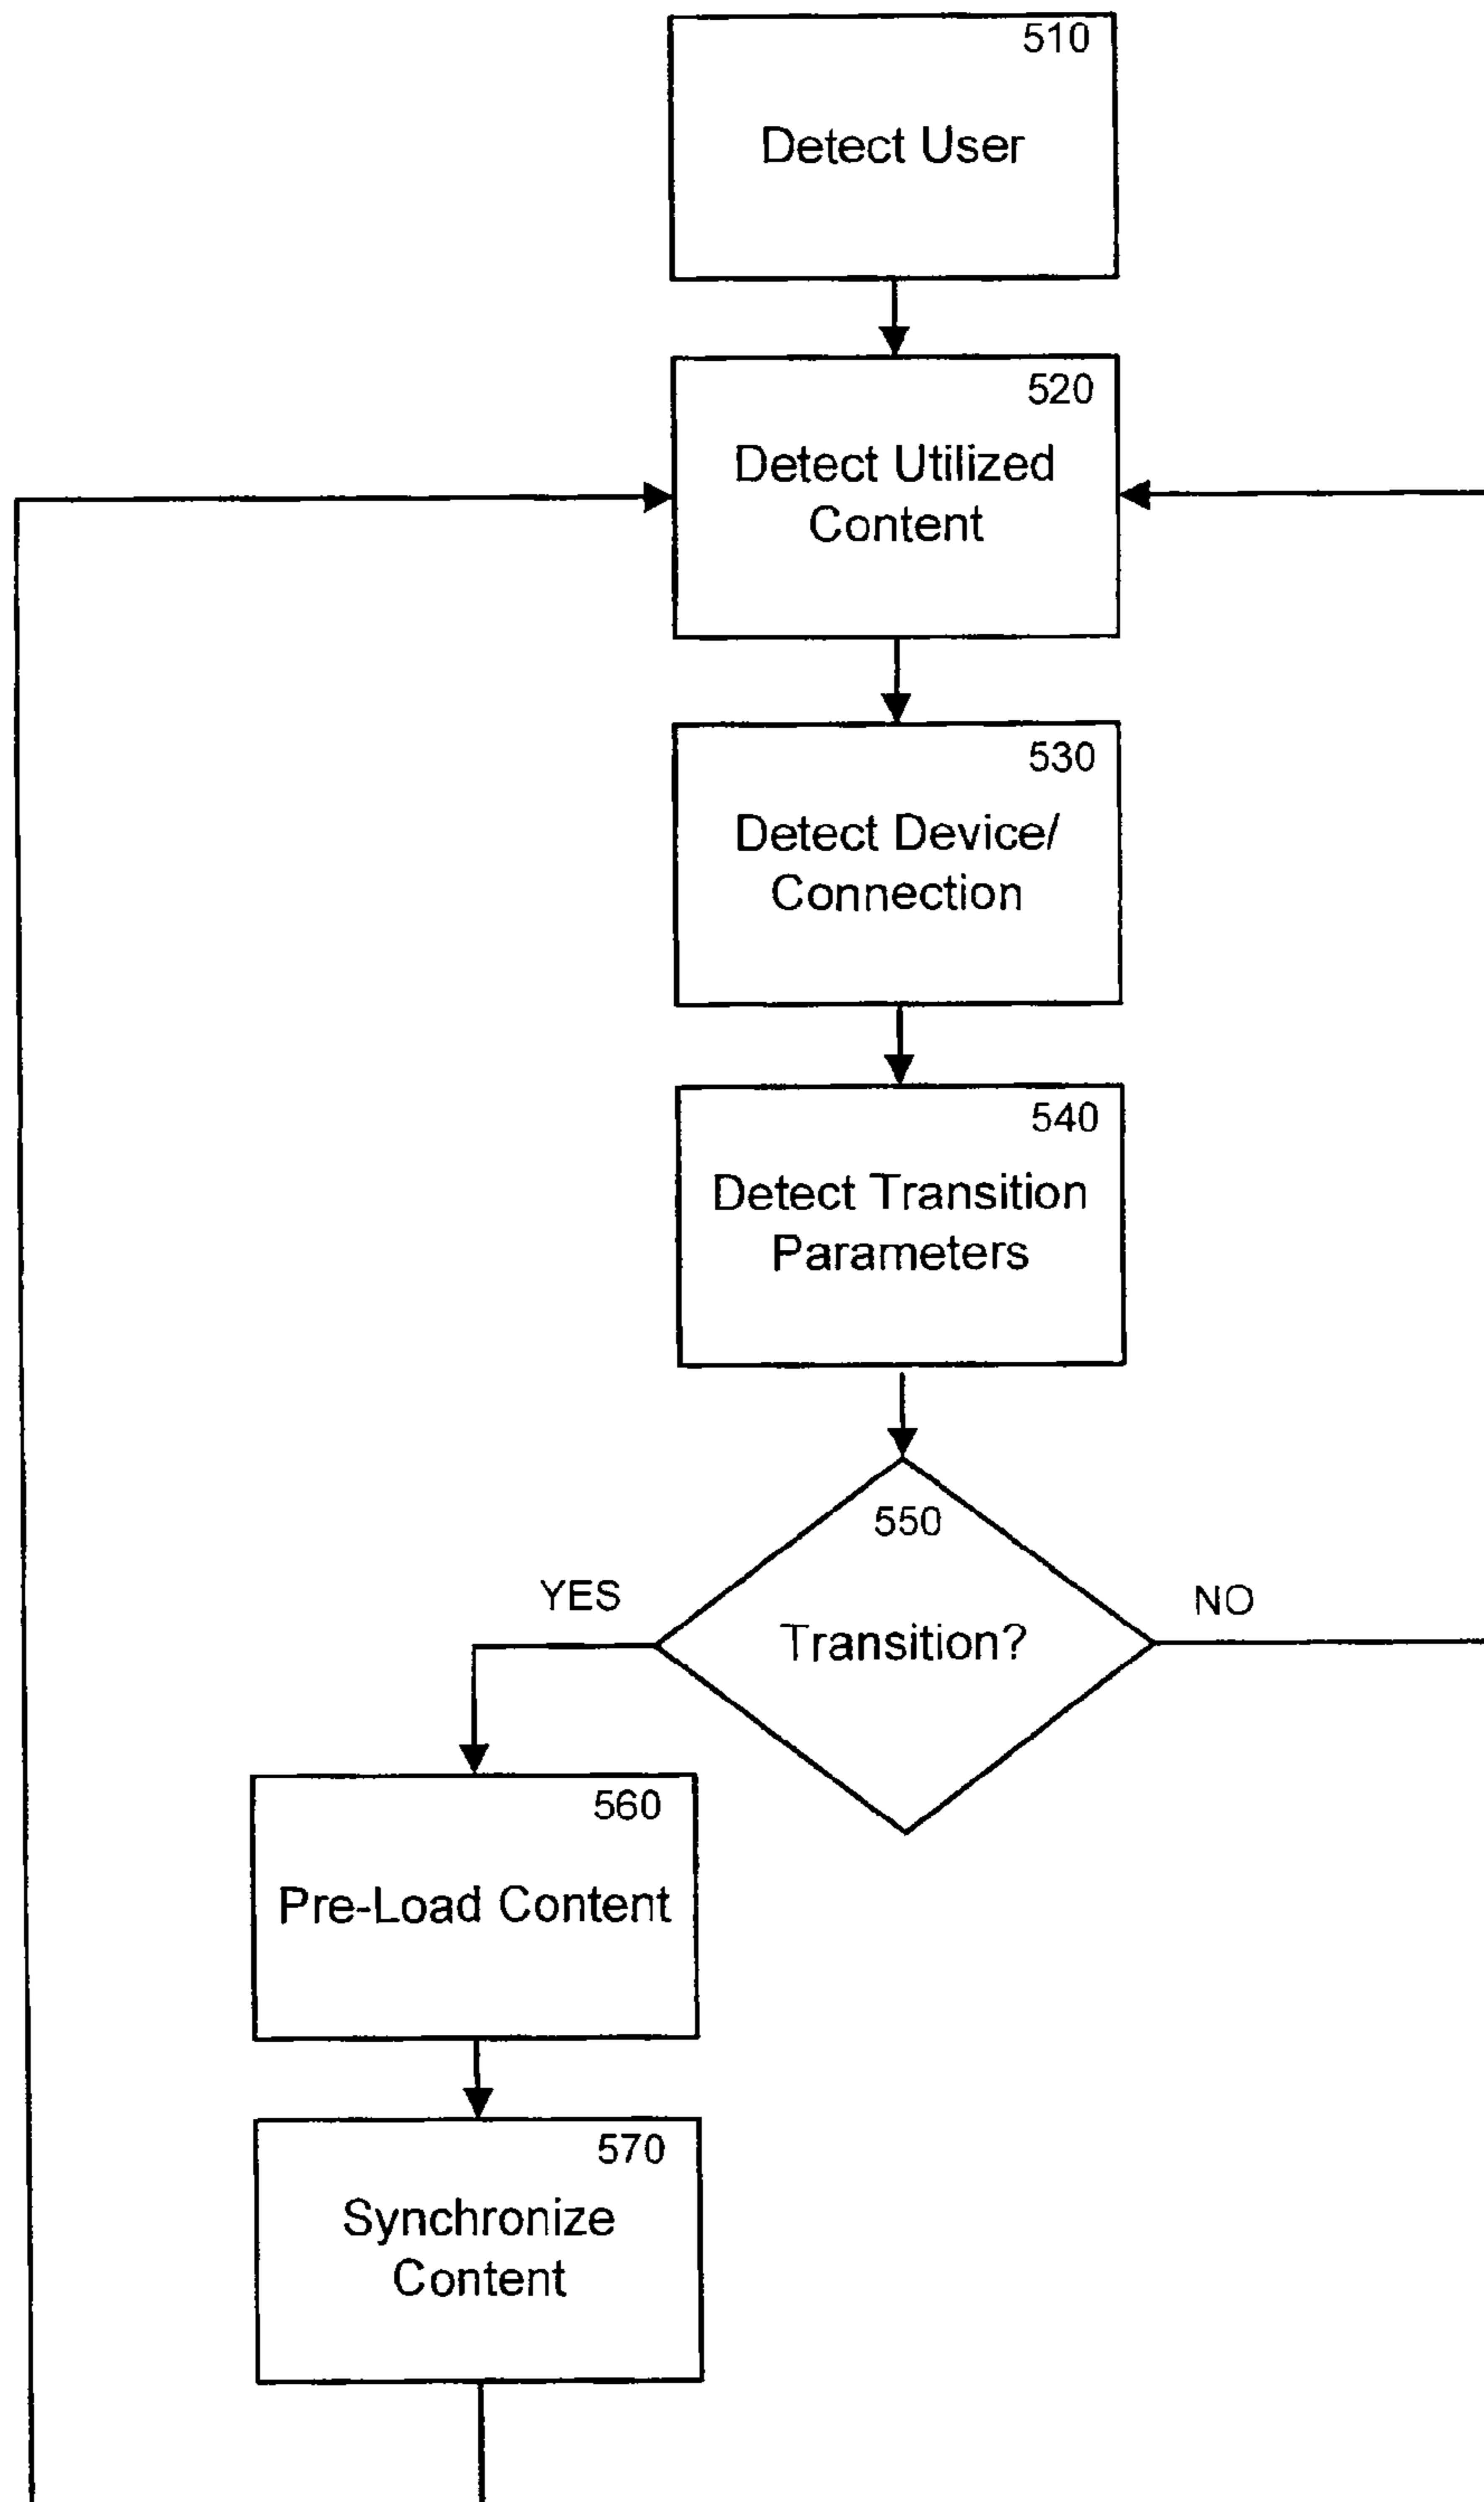 510
Detect User
520
Detect Utilized
Content
530
Detect Device/
Connection
540
Detect Transition
Parameters
550
YES
NO
Transition?
560
Pre-Load Content
570
Synchronize
Content